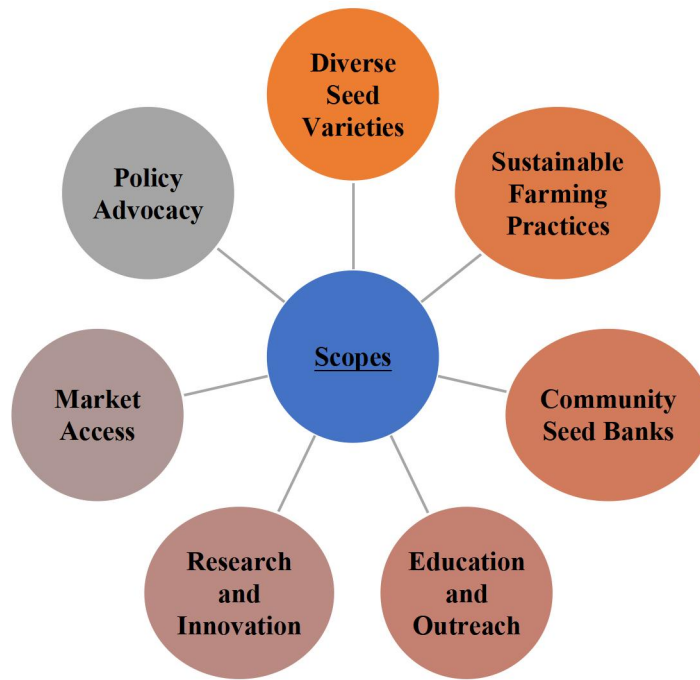 Diverse
Seed
Varieties
Sustainable
Farming
Practices
Community
Seed Banks
Education
and
Outreach
Research
and
Innovation
Market
Access
Policy
Advocacy
Scopes